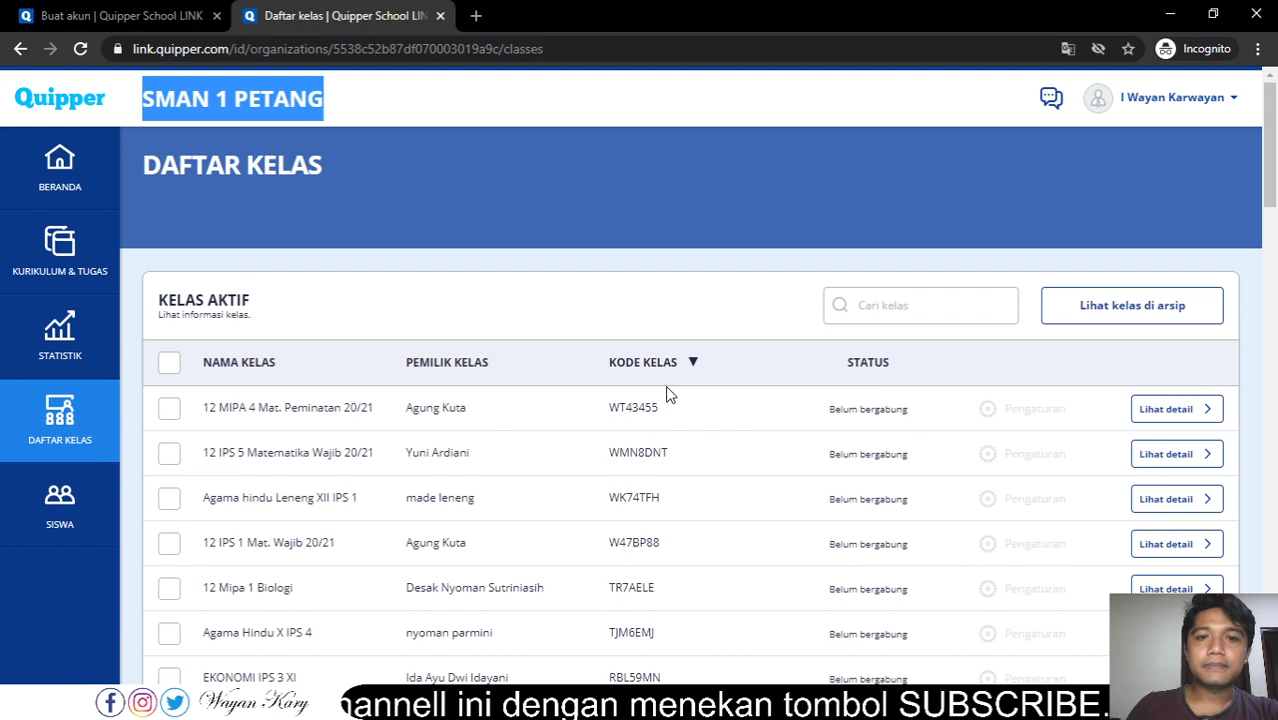 Buat akun | Quipper School LINK
Daftar kelas | Quipper School LIN
link.quipper.com/id/organizations/5538c52b87df070003019a9c/classes
Incognito
Quipper
SMAN 1 PETANG
I Wayan Karwayan
BERANDA
KURIKULUM & TUGAS
STATISTIK
DAFTAR KELAS
SISWA
DAFTAR KELAS
KELAS AKTIF
Lihat informasi kelas.
Cari kelas
Lihat kelas di arsip
NAMA KELAS PEMILIK KELAS KODE KELAS STATUS
12 MIPA 4 Mat. Peminatan 20/21 Agung Kuta WT43455 Belum bergabung Pengaturan Lihat detail
12 IPS 5 Matematika Wajib 20/21 Yuni Ardiani WMN8DNT Belum bergabung Pengaturan Lihat detail
Agama hindu Leneng XII IPS 1 made leneng WK74TFH Belum bergabung Pengaturan Lihat detail
12 IPS 1 Mat. Wajib 20/21 Agung Kuta W47BP88 Belum bergabung Pengaturan Lihat detail
12 Mipa 1 Biologi Desak Nyoman Sutriniasih TR7AELE Belum bergabung Pengaturan Lihat detail
Agama Hindu X IPS 4 nyoman parmini TJM6EMJ Belum bergabung Pengaturan
EKONOMI IPS 3 XI Ida Ayu Dwi Idayani RBL59MN Belum bergabung Pengaturan
Wayan Kary
hannell ini dengan menekan tombol SUBSCRIBE.